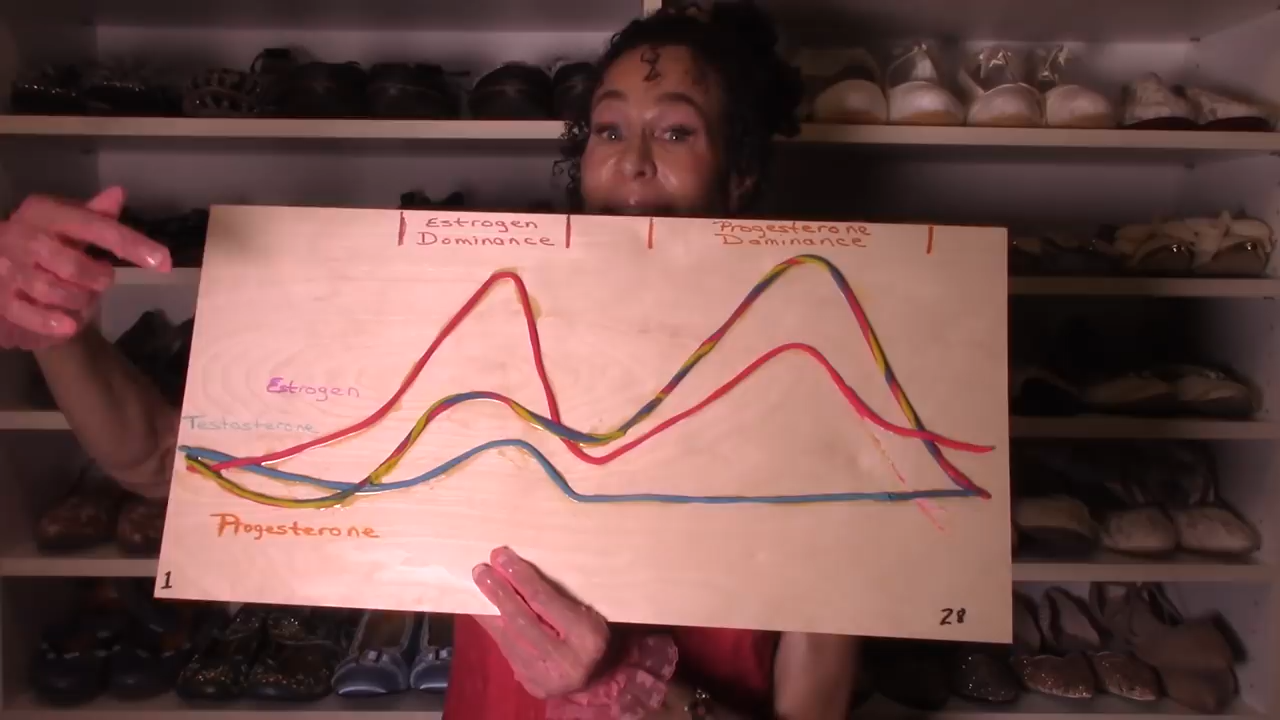 Estrogen
Dominance
Progesterone
Dominance
Estrogen
Testosterone
Progesterone
1
28